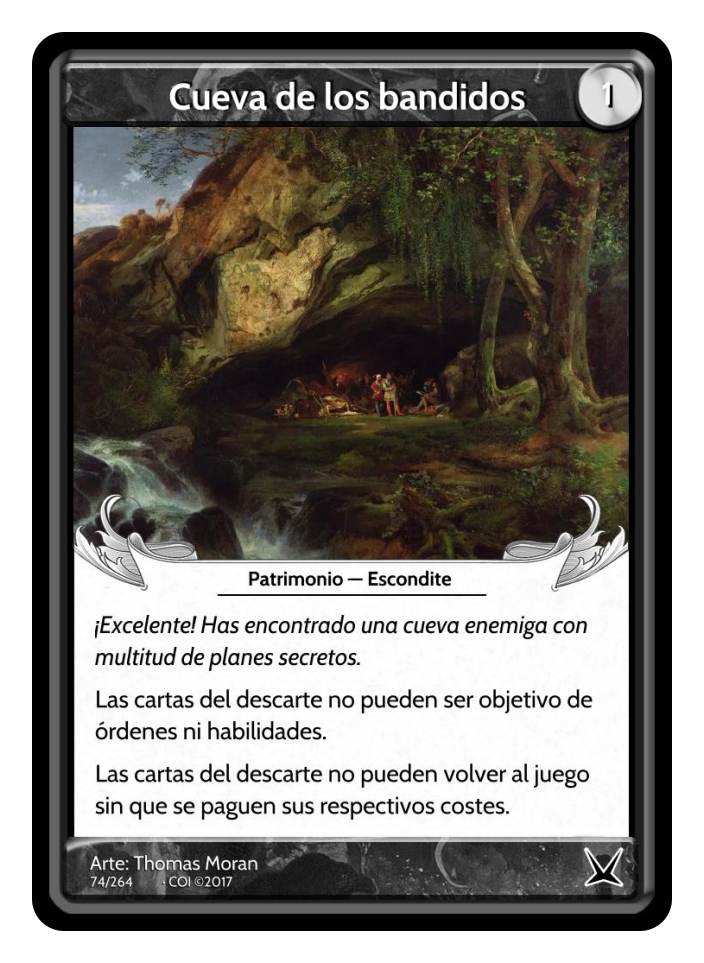 Cueva de los bandidos
1
Patrimonio — Escondite
¡Excelente! Has encontrado una cueva enemiga con
multitud de planes secretos.
Las cartas del descarte no pueden ser objetivo de
órdenes ni habilidades.
Las cartas del descarte no pueden volver al juego
sin que se paguen sus respectivos costes.
Arte: Thomas Moran
74/264 · COI ©2017